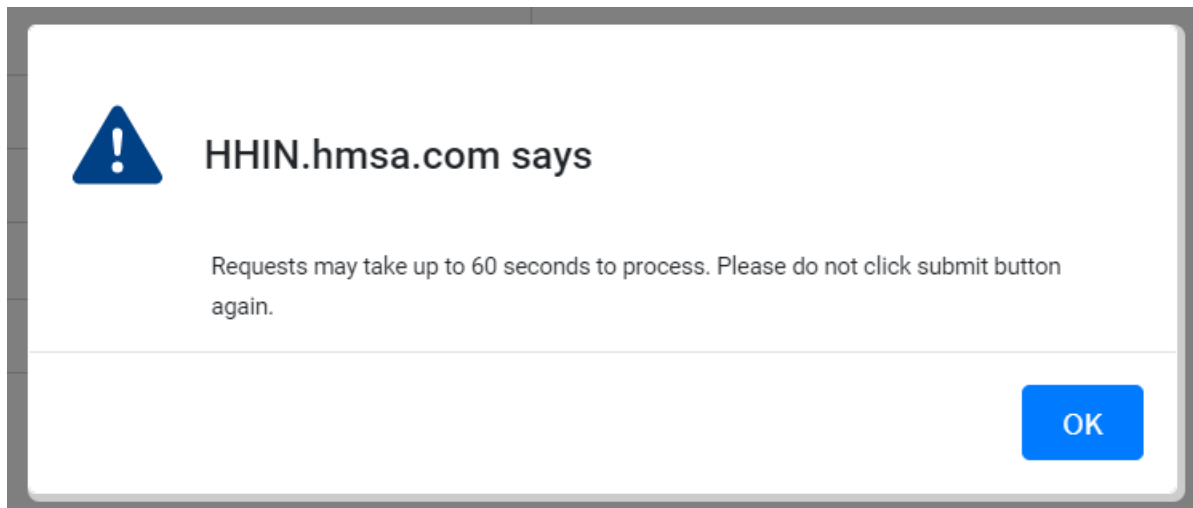 HHIN.hmsa.com says
Requests may take up to 60 seconds to process. Please do not click submit button
again.
OK